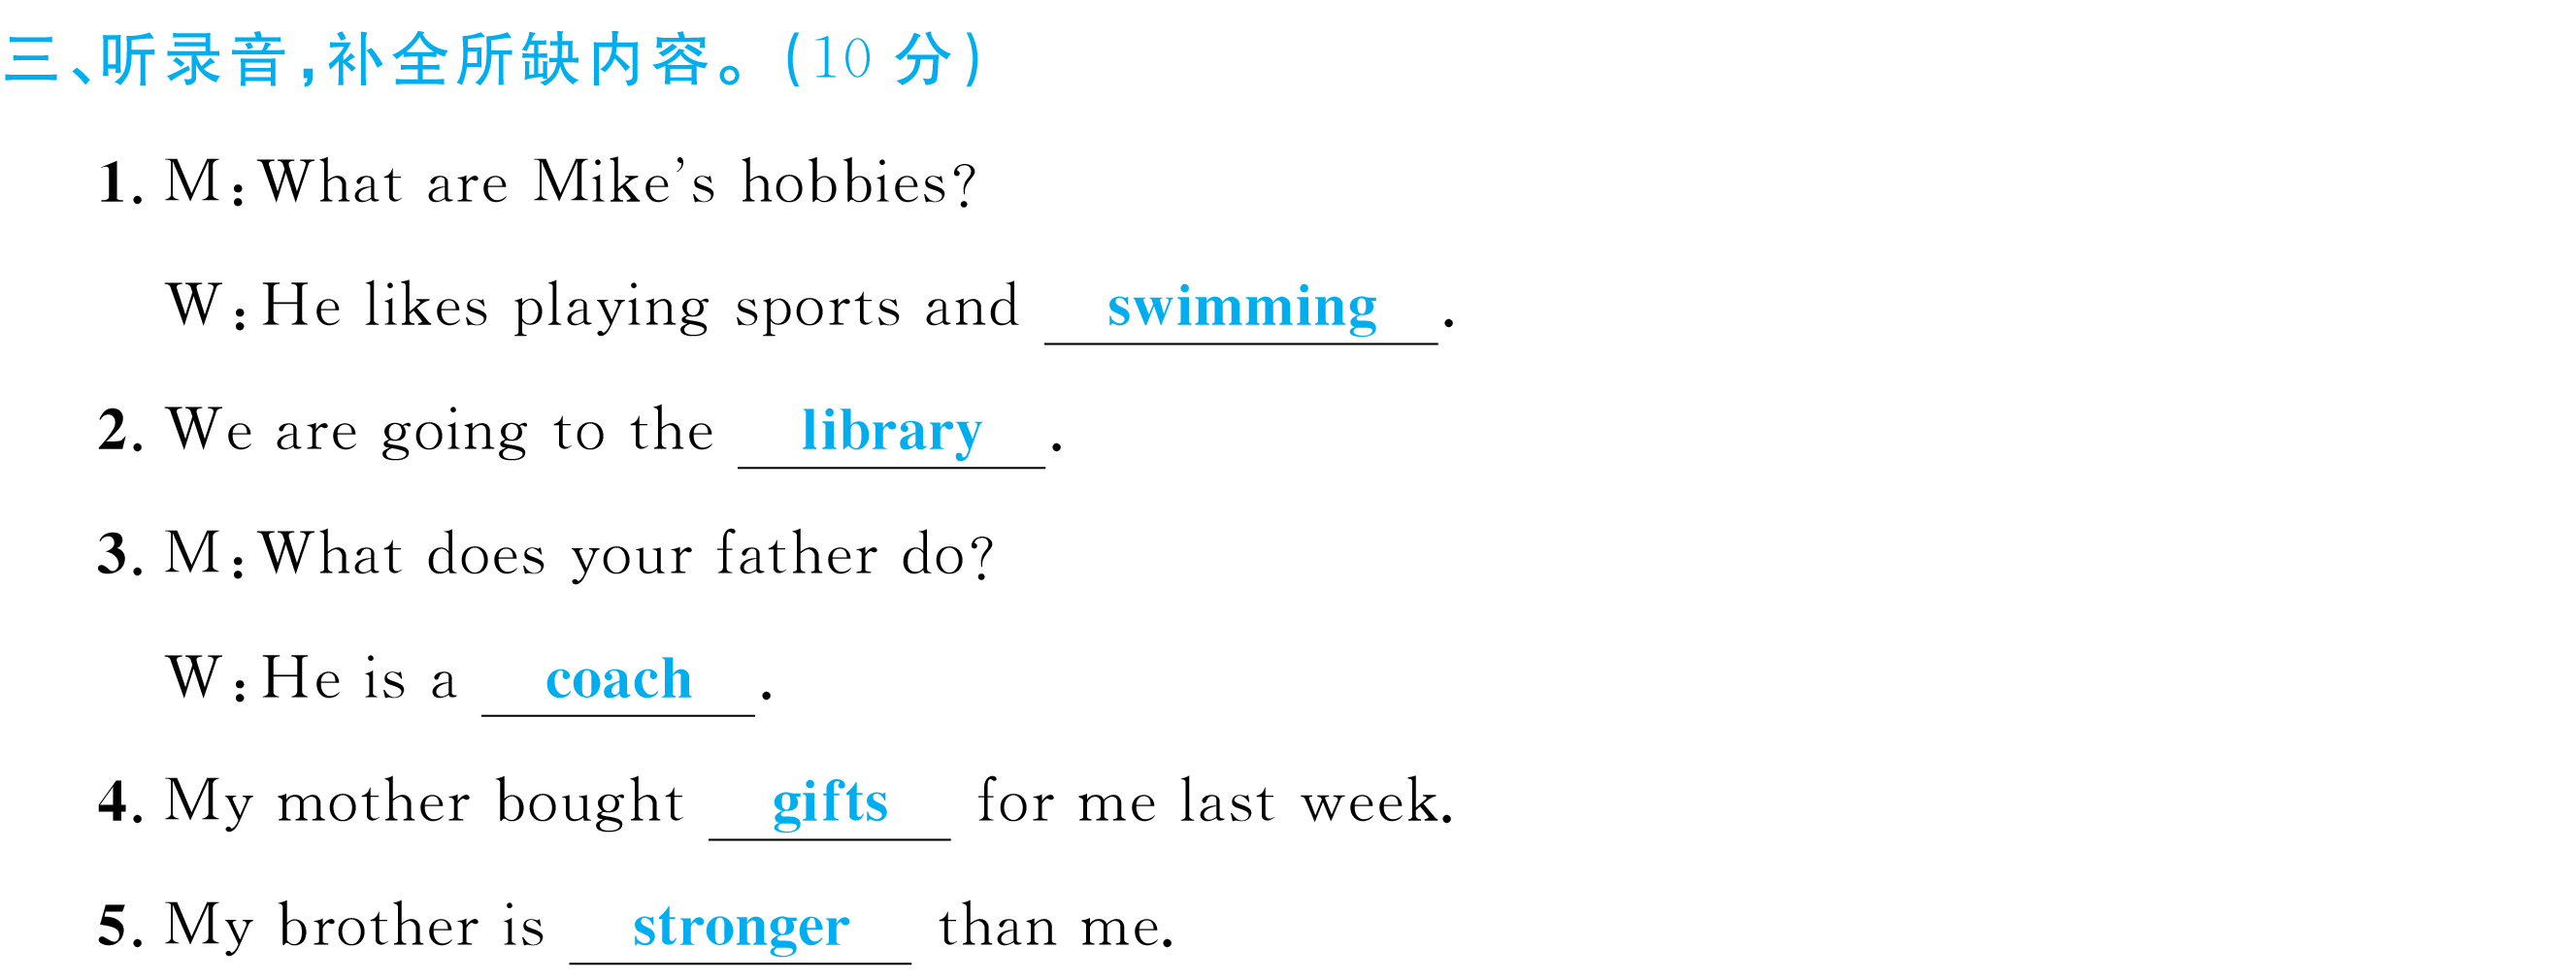 三、听录音,补全所缺内容。(10 分)
1. M:What are Mike's hobbies?
W:He likes playing sports and swimming.
2. We are going to the library.
3. M:What does your father do?
W:He is a coach.
4. My mother bought gifts for me last week.
5. My brother is stronger than me.